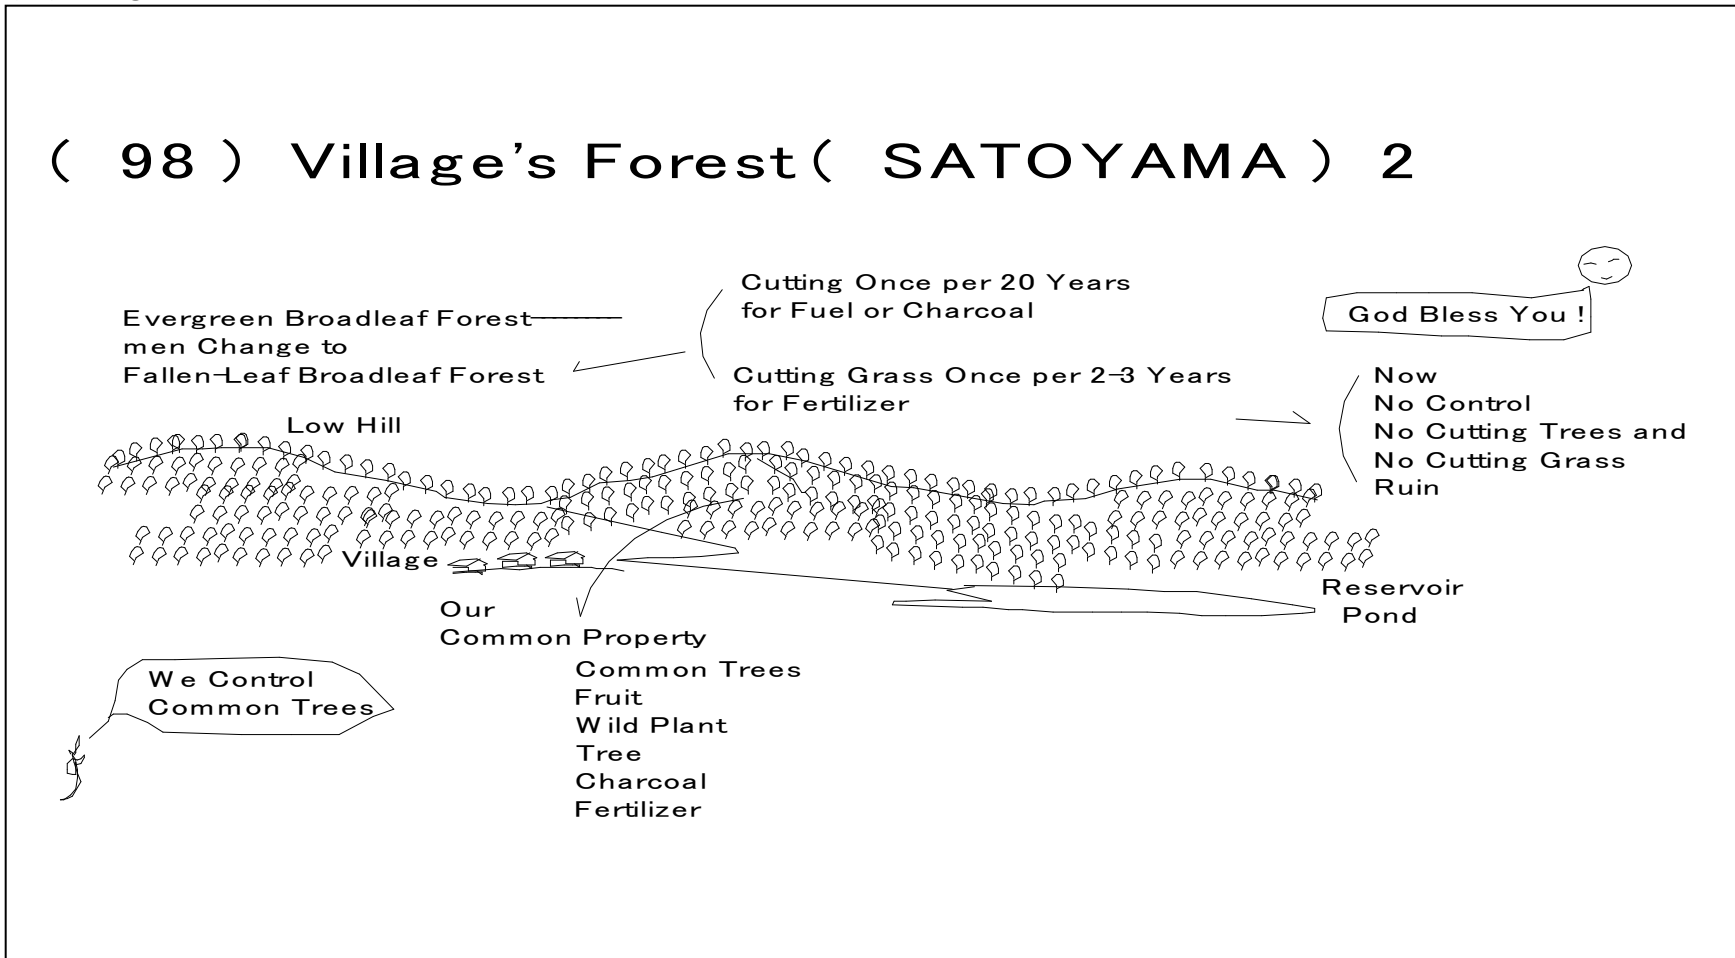 ( 98 ) Village's Forest( SATOYAMA ) 2
Cutting Once per 20 Years
for Fuel or Charcoal
Evergreen Broadleaf Forest
men Change to
Fallen-Leaf Broadleaf Forest
Cutting Grass Once per 2-3 Years
for Fertilizer
God Bless You !
Now
No Control
No Cutting Trees and
No Cutting Grass
Ruin
Low Hill
Village
Reservoir
Pond
Our
Common Property
Common Trees
Fruit
Wild Plant
Tree
Charcoal
Fertilizer
We Control
Common Trees